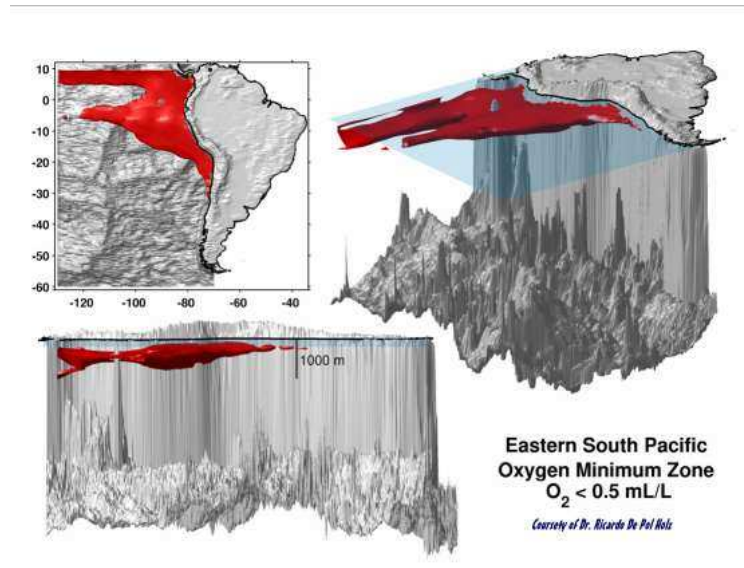 10
0
-10
-20
-30
-40
-50
-60
-120 -100 -80 -60 -40
1000 m
Eastern South Pacific
Oxygen Minimum Zone
O2 < 0.5 mL/L
Coursety of Dr. Ricardo De Pol Holz